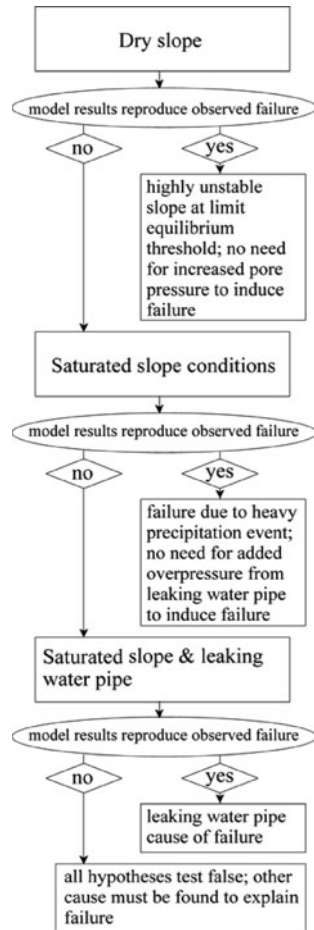 Dry slope
model results reproduce observed failure
no
yes
highly unstable
slope at limit
equilibrium
threshold; no need
for increased pore
pressure to induce
failure
Saturated slope conditions
model results reproduce observed failure
no
yes
failure due to heavy
precipitation event;
no need for added
overpressure from
leaking water pipe
to induce failure
Saturated slope & leaking
water pipe
model results reproduce observed failure
no
yes
leaking water pipe
cause of failure
all hypotheses test false; other
cause must be found to explain
failure